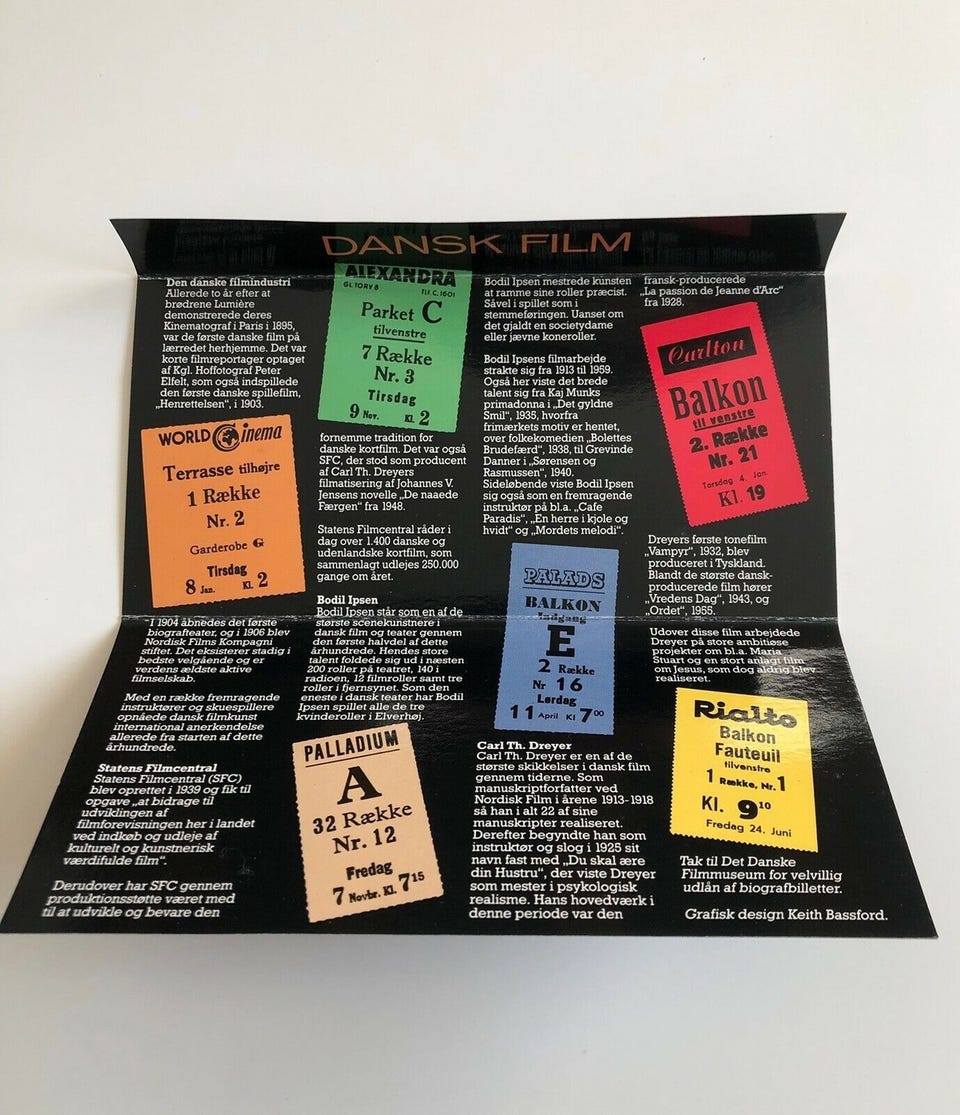 DANSK FILM
Den danske filmindustri
Allerede to år efter at
brødrene Lumière
demonstrerede deres
Kinematograf i Paris i 1895,
var de første danske film på
lærredet herhjemme. Det var
korte filmreportager optaget
af Kgl. Hoffotograf Peter
Elfelt, som også indspillede
den første danske spillefilm,
„Henrettelsen“, i 1903.
WORLD Cinema
Terrasse tilhøjre
1 Række
Nr. 2
Garderobe G
Tirsdag
8 Jan. Kl. 2
I 1904 åbnedes det første
biografteater, og i 1906 blev
Nordisk Films Kompagni
stiftet. Det eksisterer stadig i
bedste velgående og er
verdens ældste aktive
filmselskab.
Med en række fremragende
instruktører og skuespillere
opnåede dansk filmkunst
international anerkendelse
allerede fra starten af dette
århundrede.
Statens Filmcentral
Statens Filmcentral (SFC)
blev oprettet i 1939 og fik til
opgave „at bidrage til
udviklingen af
filmforevisningen her i landet
ved indkøb og udleje af
kulturelt og kunstnerisk
værdifulde film“.
Derudover har SFC gennem
produktionsstøtte været med
til at udvikle og bevare den
ALEXANDRA
GL TORV 8 TLF. C. 1601
Parket C
tilvenstre
7 Række
Nr. 3
Tirsdag
9 Nov. Kl. 2
fornemme tradition for
danske kortfilm. Det var også
SFC, der stod som producent
af Carl Th. Dreyers
filmatisering af Johannes V.
Jensens novelle „De naaede
Færgen“ fra 1948.
Statens Filmcentral råder i
dag over 1.400 danske og
udenlandske kortfilm, som
sammenlagt udlejes 250.000
gange om året.
Bodil Ipsen
Bodil Ipsen står som en af de
største scenekunstnere i
dansk film og teater gennem
den første halvdel af dette
århundrede. Hendes store
talent foldede sig ud i næsten
200 roller på teatret, 140 i
radioen, 12 filmroller samt tre
roller i fjernsynet. Som den
eneste i dansk teater har Bodil
Ipsen spillet alle de tre
kvinderoller i Elverhøj.
PALLADIUM
A
32 Række
Nr. 12
Fredag
7 Novbr. Kl. 7 15
Bodil Ipsen mestrede kunsten
at ramme sine roller præcist.
Såvel i spillet som i
stemmeføringen. Uanset om
det gjaldt en societydame
eller jævne koneroller.
Bodil Ipsens filmarbejde
strakte sig fra 1913 til 1959.
Også her viste det brede
talent sig fra Kaj Munks
primadonna i „Det gyldne
Smil“, 1935, hvorfra
frimærkets motiv er hentet,
over folkekomedien „Bolettes
Brudefærd“, 1938, til Grevinde
Danner i „Sørensen og
Rasmussen“, 1940.
Sideløbende viste Bodil Ipsen
sig også som en fremragende
instruktør på bl.a. „Cafe
Paradis“, „En herre i kjole og
hvidt“ og „Mordets melodi“.
PALADS
BALKON
Indgang
E
2 Række
Nr 16
Lørdag
11 April Kl 7 00
Carl Th. Dreyer
Carl Th. Dreyer er en af de
største skikkelser i dansk film
gennem tiderne. Som
manuskriptforfatter ved
Nordisk Film i årene 1913-1918
så han i alt 22 af sine
manuskripter realiseret.
Derefter begyndte han som
instruktør og slog i 1925 sit
navn fast med „Du skal ære
din Hustru“, der viste Dreyer
som mester i psykologisk
realisme. Hans hovedværk i
denne periode var den
fransk-producerede
„La passion de Jeanne d'Arc“
fra 1928.
Carlton
Balkon
til venstre
2. Række
Nr. 21
Torsdag 4. Jan.
Kl. 19
Dreyers første tonefilm
„Vampyr“, 1932, blev
produceret i Tyskland.
Blandt de største dansk-
producerede film hører
„Vredens Dag“, 1943, og
„Ordet“, 1955.
Udover disse film arbejdede
Dreyer på store ambitiøse
projekter om bl.a. Maria
Stuart og en stort anlagt film
om Jesus, som dog aldrig blev
realiseret.
Rialto
Balkon
Fauteuil
tilvenstre
1 Række, Nr. 1
Kl. 9 10
Fredag 24. Juni
Tak til Det Danske
Filmmuseum for velvillig
udlån af biografbilletter.
Grafisk design Keith Bassford.